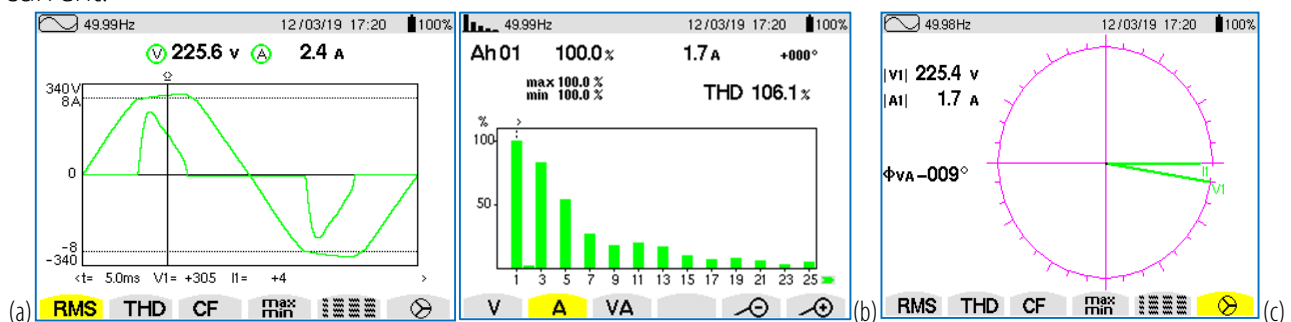 49.99Hz 12/03/19 17:20 100%
V 225.6 V A 2.4 A
340V
8A
0
-8
-340
<t= 5.0ms V1= +305 I1= +4 >
(a) RMS THD CF max min
49.99Hz 12/03/19 17:20 100%
Ah 01 100.0 % 1.7 A +000°
max 100.0 %
min 100.0 %
THD 106.1 %
% >
100
50
1 3 5 7 9 11 13 15 17 19 21 23 25
V A VA (b)
49.98Hz 12/03/19 17:20 100%
|V1| 225.4 V
|A1| 1.7 A
ΦVA -009°
I1
V1
RMS THD CF max min (c)